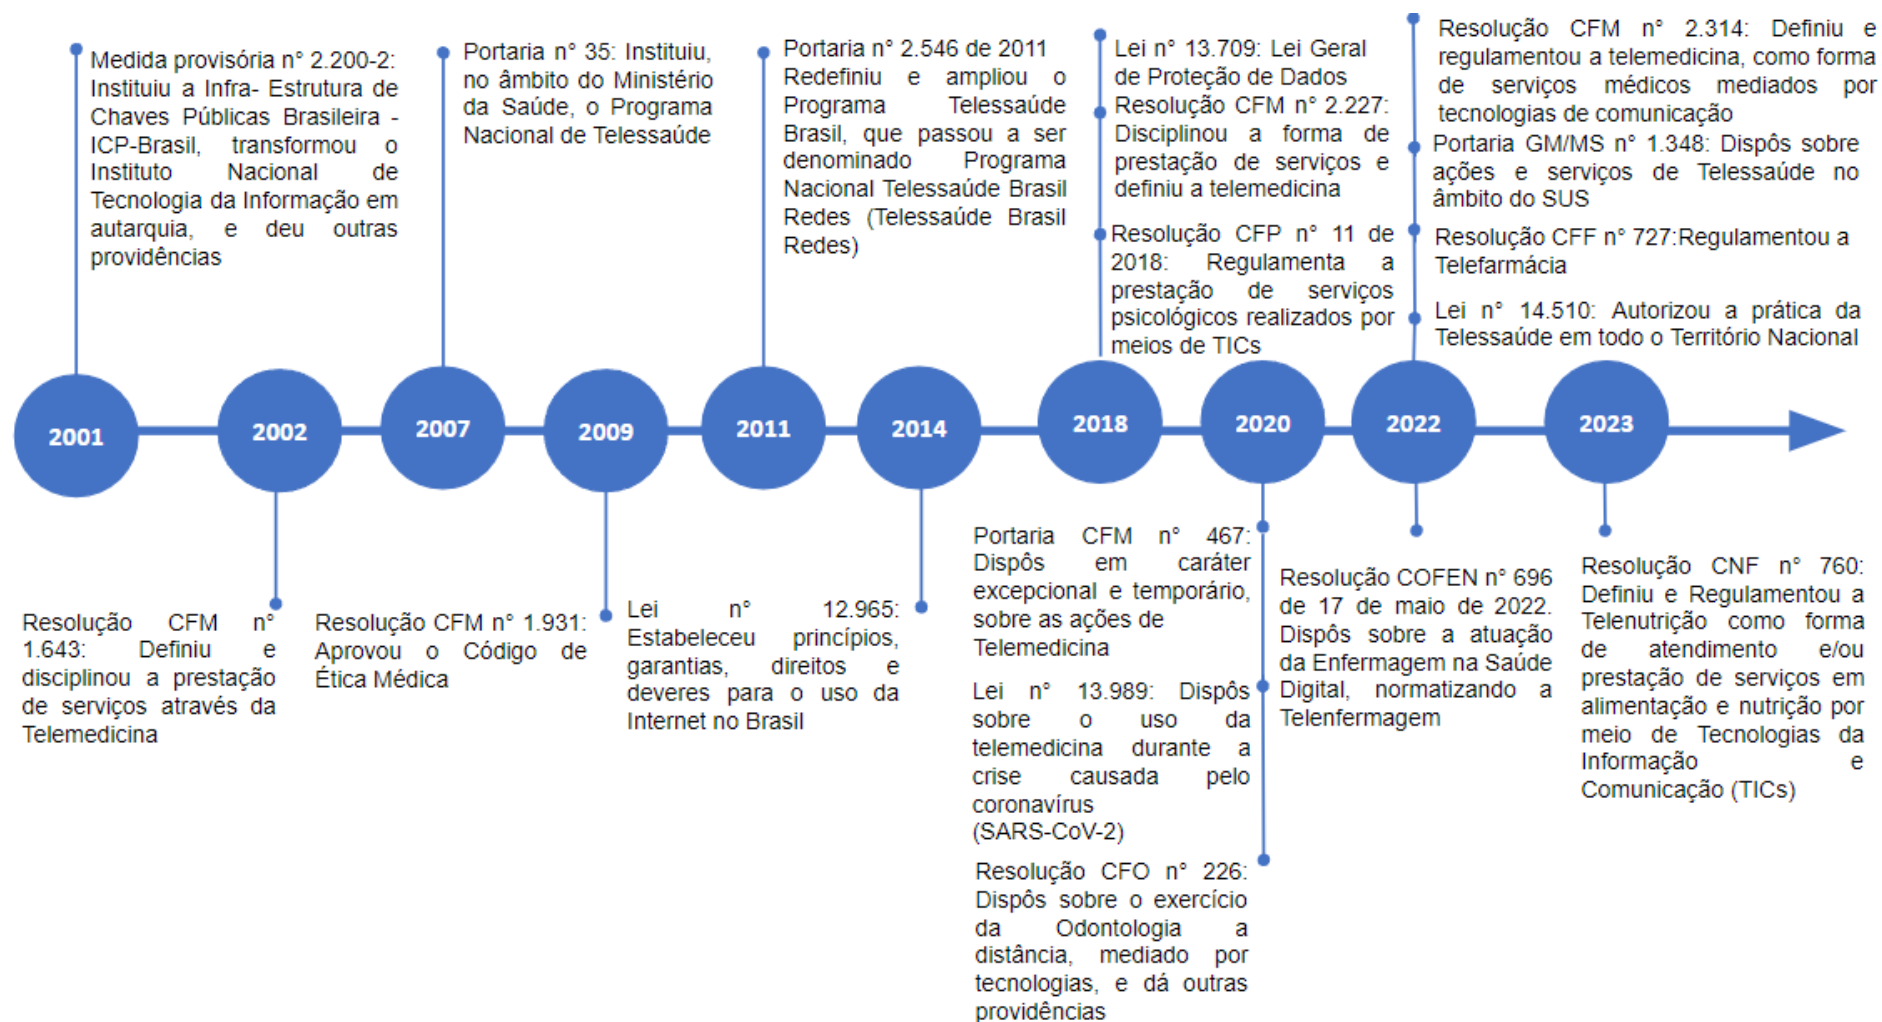 Medida provisória n° 2.200-2:
Instituiu a Infra- Estrutura de
Chaves Públicas Brasileira -
ICP-Brasil, transformou o
Instituto Nacional de
Tecnologia da Informação em
autarquia, e deu outras
providências
Portaria n° 35: Instituiu,
no âmbito do Ministério
da Saúde, o Programa
Nacional de Telessaúde
Portaria n° 2.546 de 2011
Redefiniu e ampliou o
Programa Telessaúde
Brasil, que passou a ser
denominado Programa
Nacional Telessaúde Brasil
Redes (Telessaúde Brasil
Redes)
Lei n° 13.709: Lei Geral
de Proteção de Dados
Resolução CFM n° 2.227:
Disciplinou a forma de
prestação de serviços e
definiu a telemedicina
Resolução CFP n° 11 de
2018: Regulamenta a
prestação de serviços
psicológicos realizados por
meios de TICs
Resolução CFM n° 2.314: Definiu e
regulamentou a telemedicina, como forma
de serviços médicos mediados por
tecnologias de comunicação
Portaria GM/MS n° 1.348: Dispôs sobre
ações e serviços de Telessaúde no
âmbito do SUS
Resolução CFF n° 727:Regulamentou a
Telefarmácia
Lei n° 14.510: Autorizou a prática da
Telessaúde em todo o Território Nacional
2001
2002
2007
2009
2011
2014
2018
2020
2022
2023
Resolução CFM n°
1.643: Definiu e
disciplinou a prestação
de serviços através da
Telemedicina
Resolução CFM n° 1.931:
Aprovou o Código de
Ética Médica
Lei n° 12.965:
Estabeleceu princípios,
garantias, direitos e
deveres para o uso da
Internet no Brasil
Portaria CFM n° 467:
Dispôs em caráter
excepcional e temporário,
sobre as ações de
Telemedicina
Lei n° 13.989: Dispôs
sobre o uso da
telemedicina durante a
crise causada pelo
coronavírus
(SARS-CoV-2)
Resolução CFO n° 226:
Dispôs sobre o exercício
da Odontologia a
distância, mediado por
tecnologias, e dá outras
providências
Resolução COFEN n° 696
de 17 de maio de 2022.
Dispôs sobre a atuação
da Enfermagem na Saúde
Digital, normatizando a
Telenfermagem
Resolução CNF n° 760:
Definiu e Regulamentou a
Telenutrição como forma
de atendimento e/ou
prestação de serviços em
alimentação e nutrição por
meio de Tecnologias da
Informação e
Comunicação (TICs)